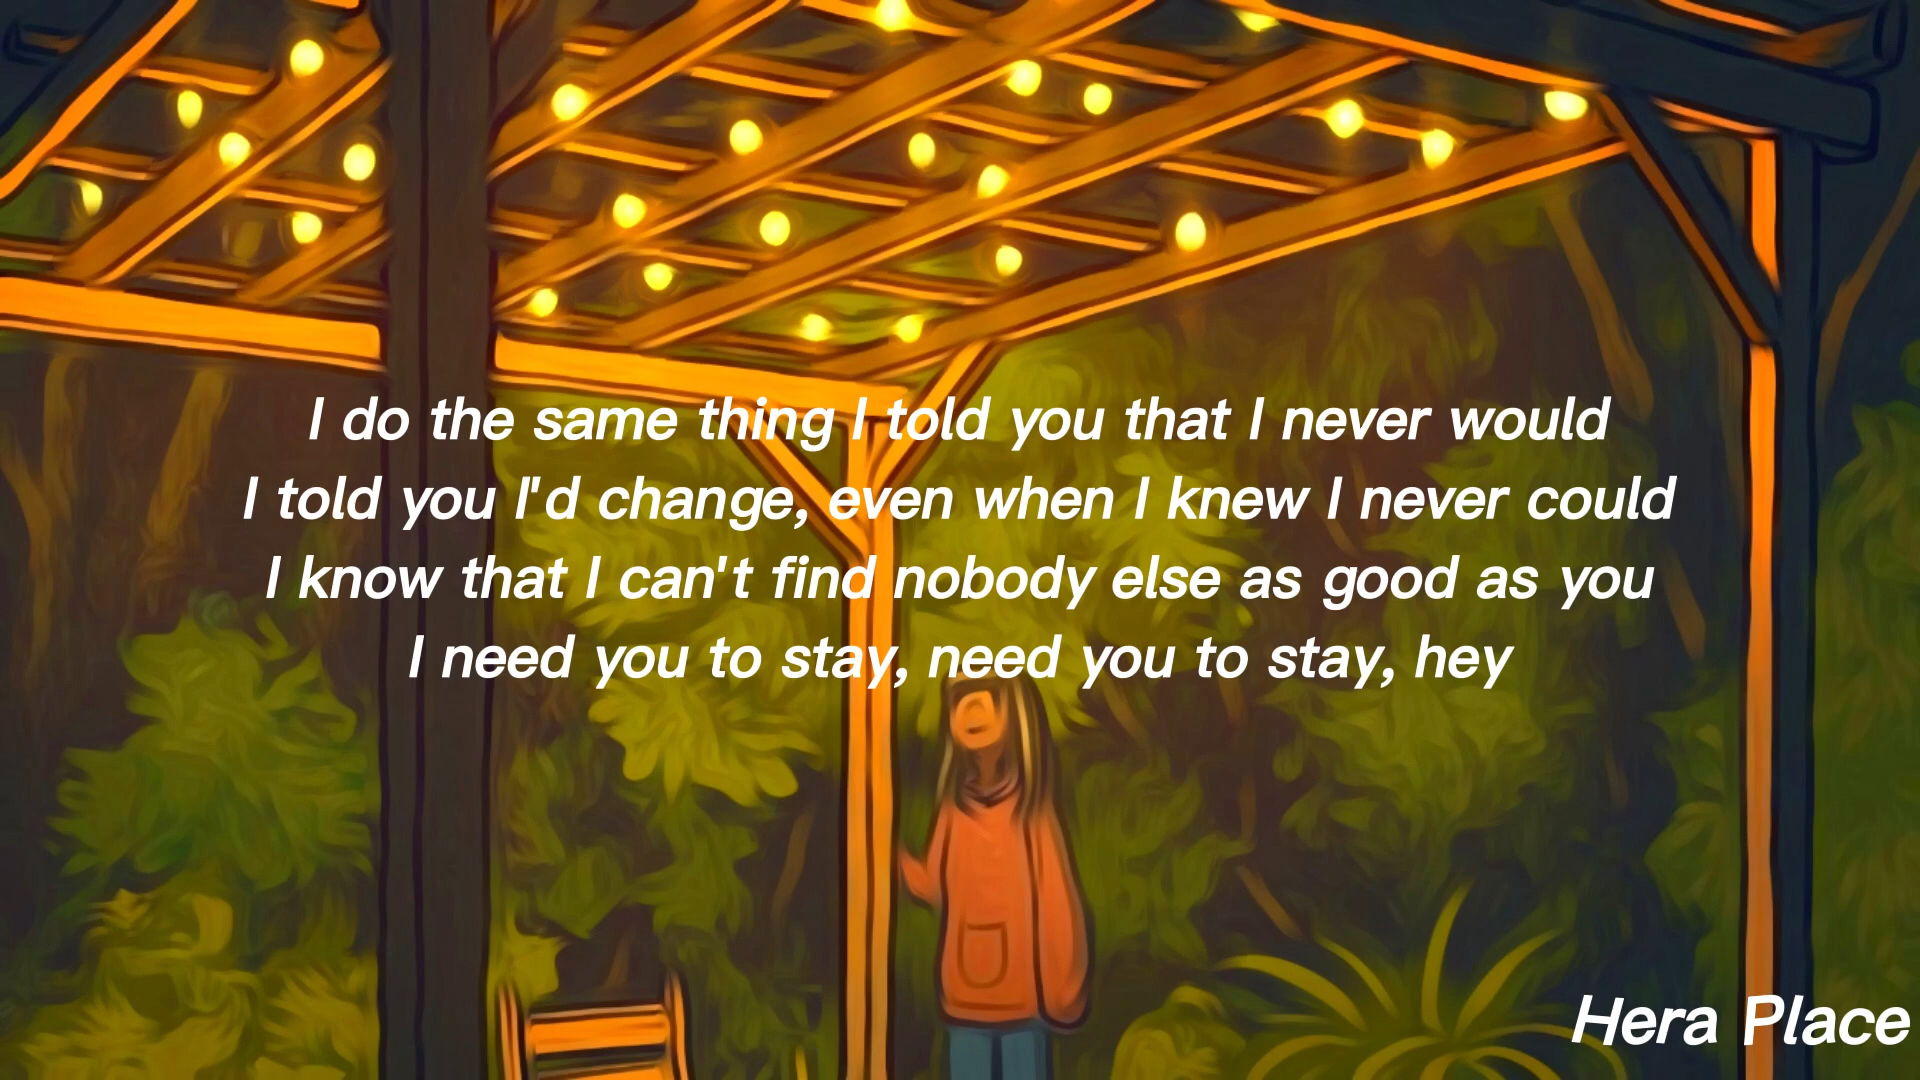 I do the same thing I told you that I never would
I told you I'd change, even when I knew I never could
I know that I can't find nobody else as good as you
I need you to stay, need you to stay, hey
Hera Place